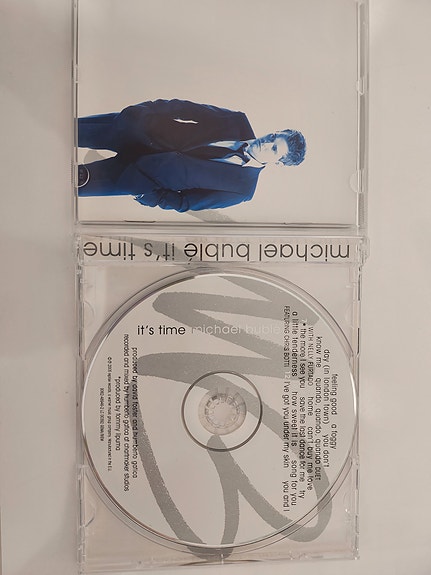 michael bublé it's time
it's time michael buble
feeling good a foggy
day (in london town) you don't
know me quando, quando, quando DUET
WITH NELLY FURTADO home can't buy me love
• the more I see you save the last dance for me try
a little tenderness how sweet it is song for you
FEATURING CHRIS BOTTI I've got you under my skin you and I
produced by david foster and humberto gatica
recorded and mixed by humberto gatica at chartmaker studios
*produced by tommy lipuma